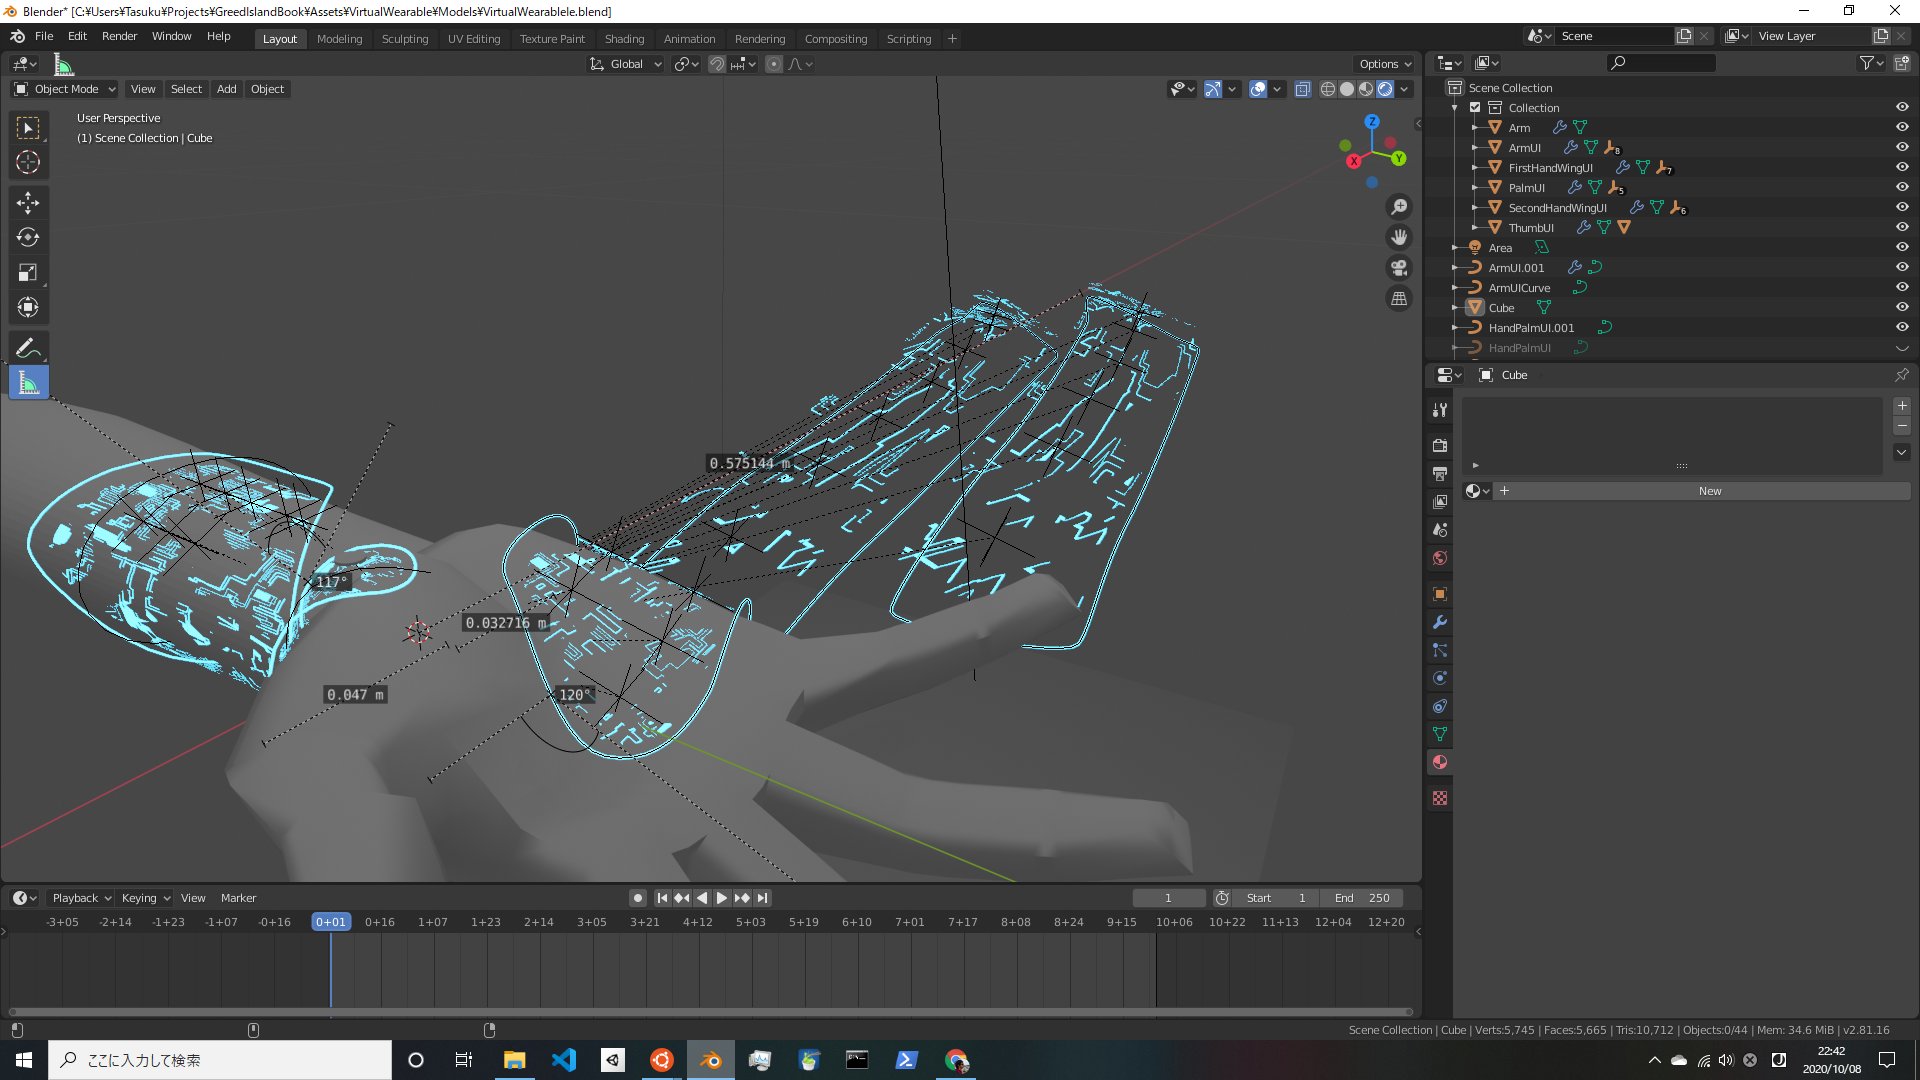 Blender* [C:¥Users¥Tasuku¥Projects¥GreedIslandBook¥Assets¥VirtualWearable¥Models¥VirtualWearablele.blend]
File Edit Render Window Help
Layout Modeling Sculpting UV Editing Texture Paint Shading Animation Rendering Compositing Scripting +
Scene
View Layer
Global
Options
Object Mode View Select Add Object
User Perspective
(1) Scene Collection | Cube
Z
X
Y
0.575144 m
117°
0.032716 m
0.047 m
120°
Scene Collection
Collection
Arm
ArmUI 8
FirstHandWingUI 7
PalmUI 5
SecondHandWingUI 6
ThumbUI
Area
ArmUI.001
ArmUICurve
Cube
HandPalmUI.001
HandPalmUI
Cube
New
Playback Keying View Marker
1
Start 1
End 250
-3+05 -2+14 -1+23 -1+07 -0+16 0+01 0+16 1+07 1+23 2+14 3+05 3+21 4+12 5+03 5+19 6+10 7+01 7+17 8+08 8+24 9+15 10+06 10+22 11+13 12+04 12+20
Scene Collection | Cube | Verts:5,745 | Faces:5,665 | Tris:10,712 | Objects:0/44 | Mem: 34.6 MiB | v2.81.16
ここに入力して検索
22:42
2020/10/08